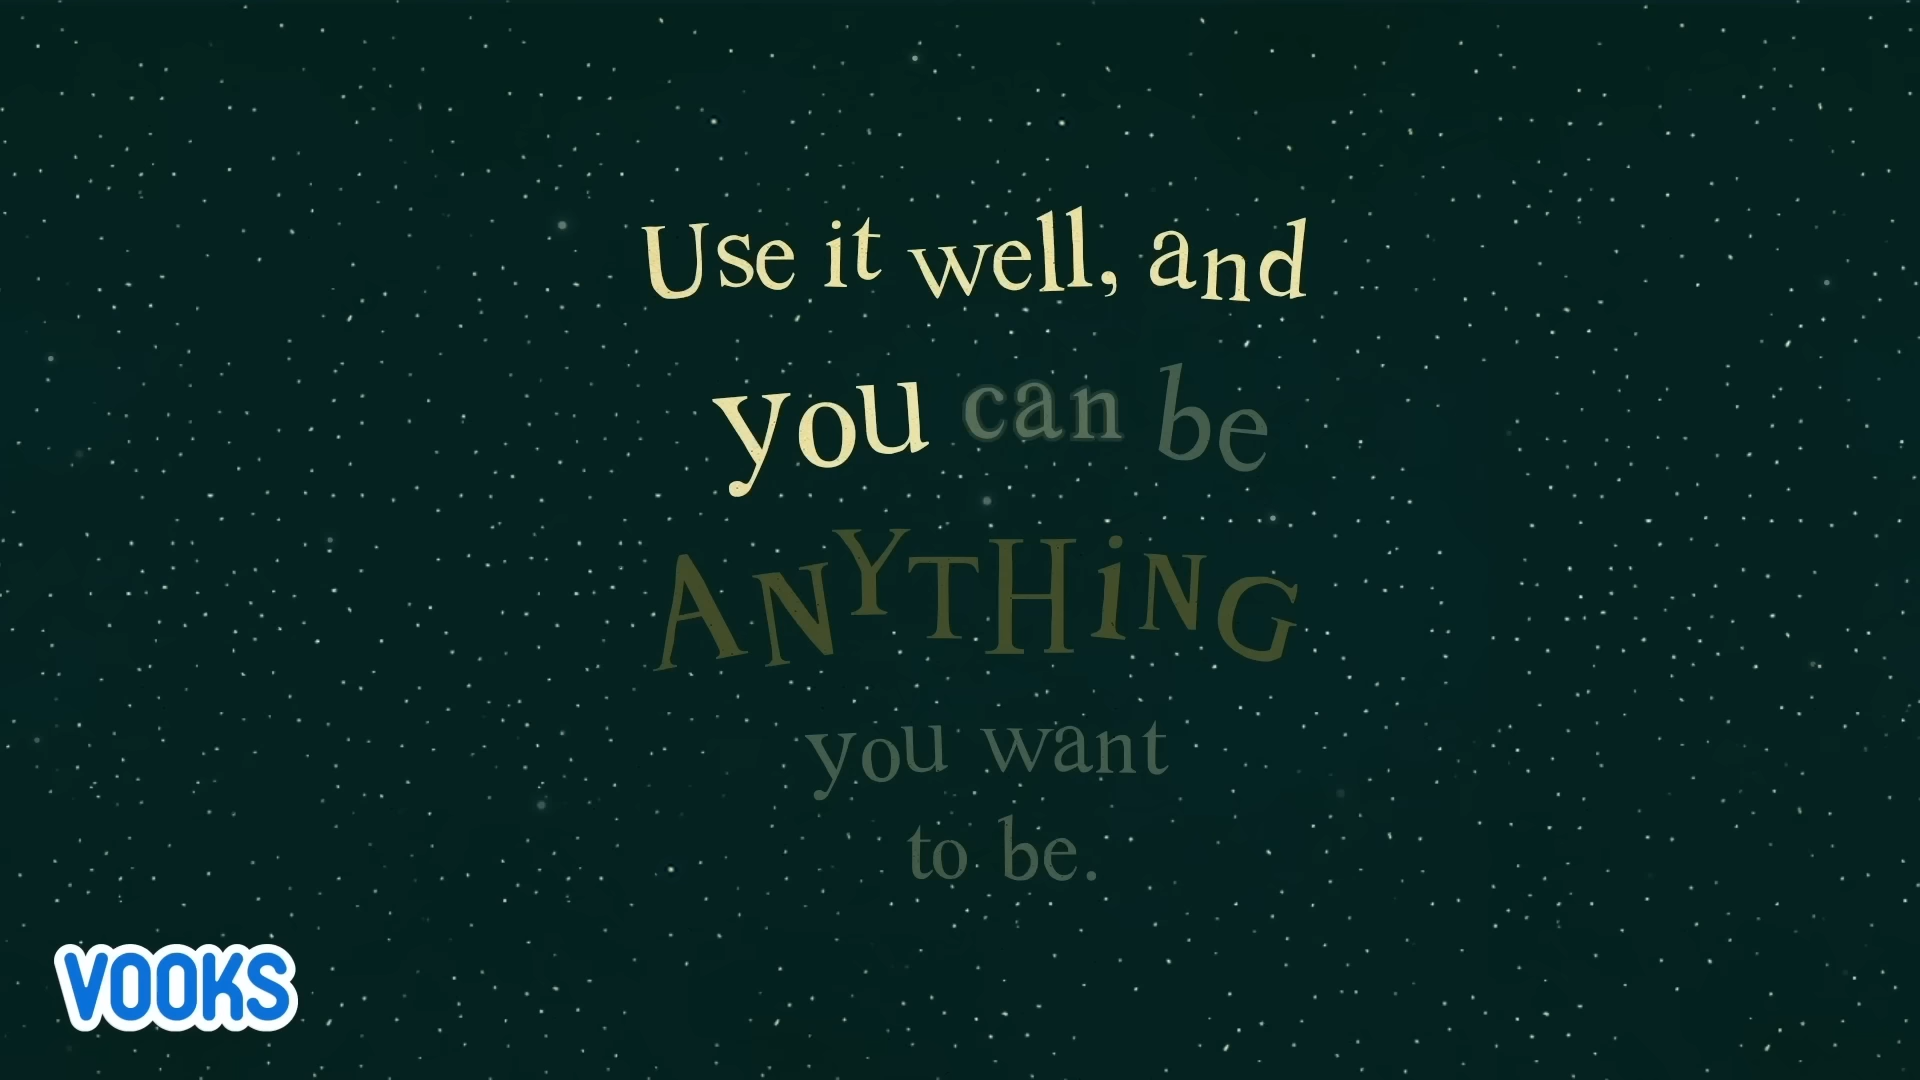 Use it well, and
you can be
ANYTHiNG
you want
to be.
VOOKS